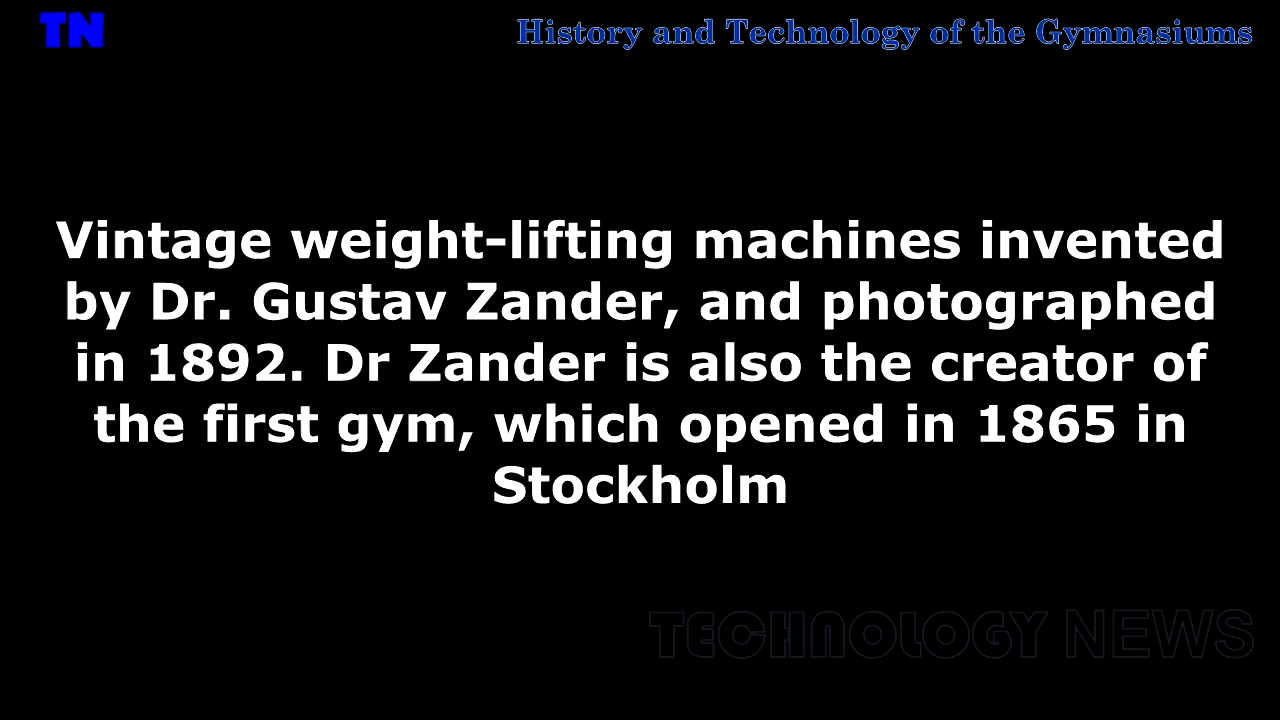 TN
History and Technology of the Gymnasiums
Vintage weight-lifting machines invented
by Dr. Gustav Zander, and photographed
in 1892. Dr Zander is also the creator of
the first gym, which opened in 1865 in
Stockholm
TECHNOLOGY NEWS